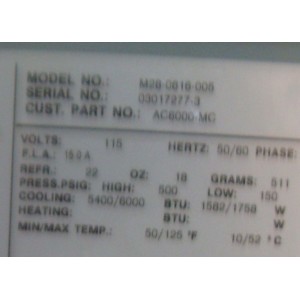 MODEL NO.: M28-0816-005
SERIAL NO.: 03017277-3
CUST. PART NO.: AC6000-MC
VOLTS: 115 HERTZ: 50/60 PHASE:
F.L.A.: 15.0 A
REFR.: 22 OZ: 18 GRAMS: 511
PRESS.PSIG: HIGH: 500 LOW: 150
COOLING: 5400/6000 BTU: 1582/1758 W
HEATING: BTU: W
MIN/MAX TEMP.: 50/125 °F 10/52 °C